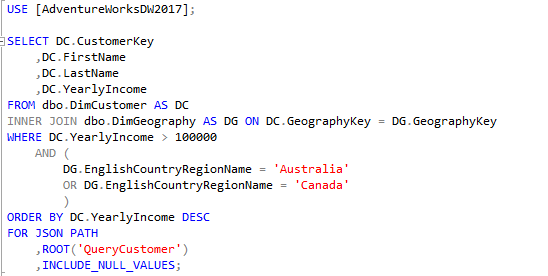 USE [AdventureWorksDW2017];
SELECT DC.CustomerKey
,DC.FirstName
,DC.LastName
,DC.YearlyIncome
FROM dbo.DimCustomer AS DC
INNER JOIN dbo.DimGeography AS DG ON DC.GeographyKey = DG.GeographyKey
WHERE DC.YearlyIncome > 100000
AND (
DG.EnglishCountryRegionName = 'Australia'
OR DG.EnglishCountryRegionName = 'Canada'
)
ORDER BY DC.YearlyIncome DESC
FOR JSON PATH
,ROOT('QueryCustomer')
,INCLUDE_NULL_VALUES;